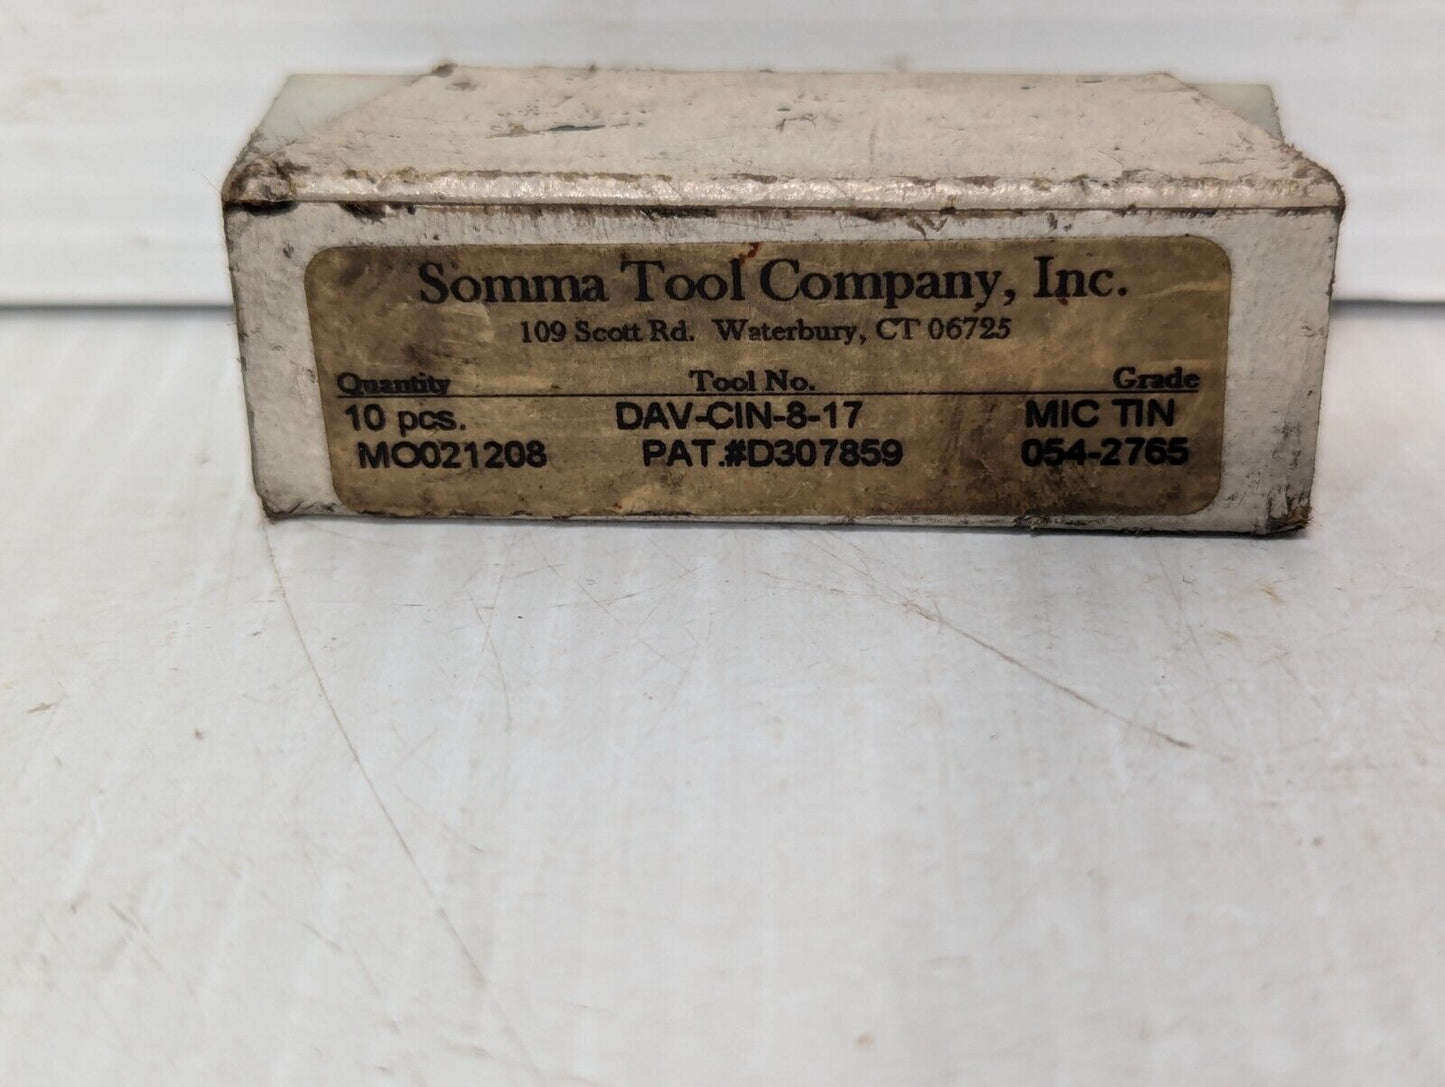 Somma Tool Company, Inc.
109 Scott Rd. Waterbury, CT 06725
Quantity Tool No. Grade
10 pcs. DAV-CIN-8-17 MIC TIN
MO021208 PAT.#D307859 054-2765